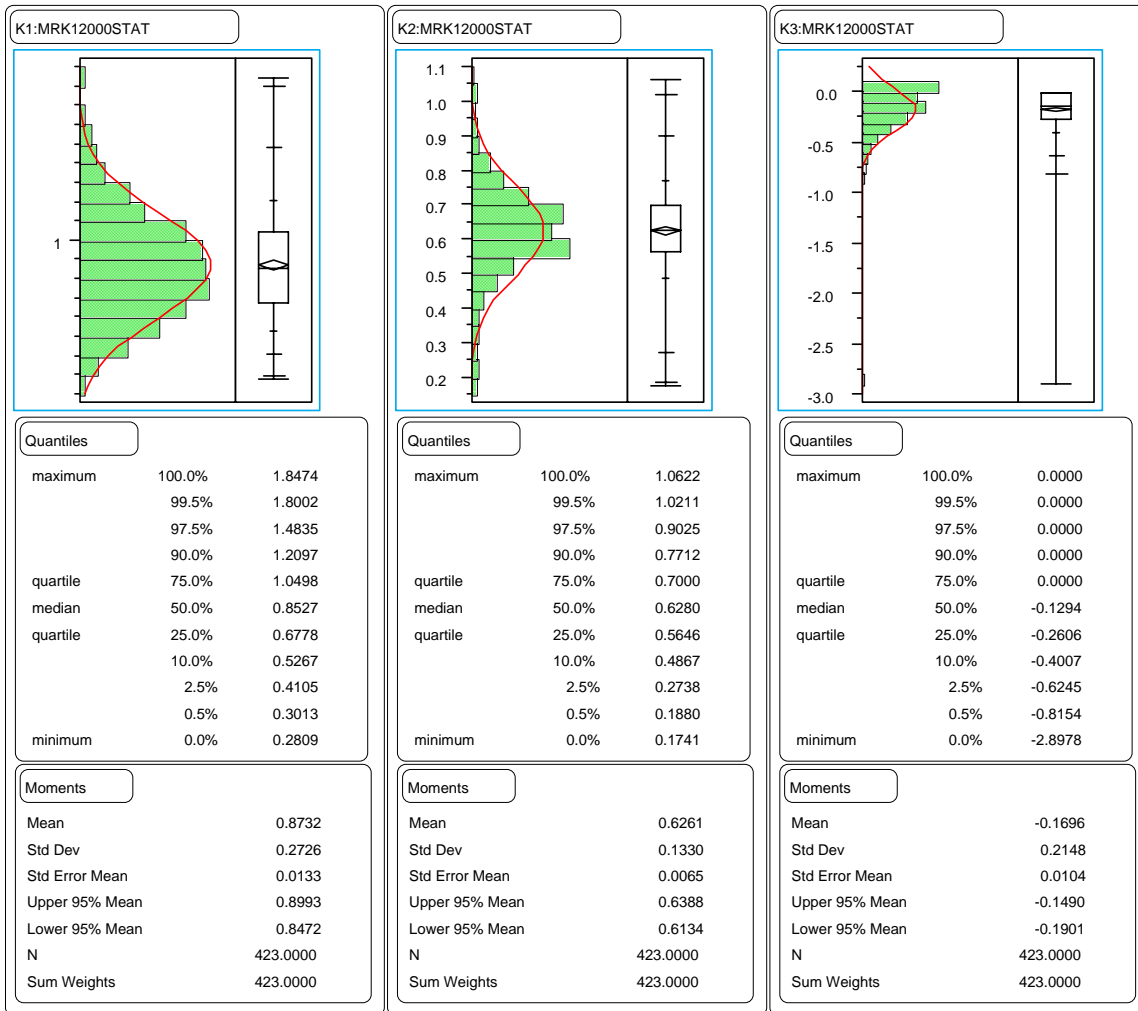 K1:MRK12000STAT
1
Quantiles
maximum 100.0% 1.8474
99.5% 1.8002
97.5% 1.4835
90.0% 1.2097
quartile 75.0% 1.0498
median 50.0% 0.8527
quartile 25.0% 0.6778
10.0% 0.5267
2.5% 0.4105
0.5% 0.3013
minimum 0.0% 0.2809
Moments
Mean 0.8732
Std Dev 0.2726
Std Error Mean 0.0133
Upper 95% Mean 0.8993
Lower 95% Mean 0.8472
N 423.0000
Sum Weights 423.0000
K2:MRK12000STAT
1.1
1.0
0.9
0.8
0.7
0.6
0.5
0.4
0.3
0.2
Quantiles
maximum 100.0% 1.0622
99.5% 1.0211
97.5% 0.9025
90.0% 0.7712
quartile 75.0% 0.7000
median 50.0% 0.6280
quartile 25.0% 0.5646
10.0% 0.4867
2.5% 0.2738
0.5% 0.1880
minimum 0.0% 0.1741
Moments
Mean 0.6261
Std Dev 0.1330
Std Error Mean 0.0065
Upper 95% Mean 0.6388
Lower 95% Mean 0.6134
N 423.0000
Sum Weights 423.0000
K3:MRK12000STAT
0.0
-0.5
-1.0
-1.5
-2.0
-2.5
-3.0
Quantiles
maximum 100.0% 0.0000
99.5% 0.0000
97.5% 0.0000
90.0% 0.0000
quartile 75.0% 0.0000
median 50.0% -0.1294
quartile 25.0% -0.2606
10.0% -0.4007
2.5% -0.6245
0.5% -0.8154
minimum 0.0% -2.8978
Moments
Mean -0.1696
Std Dev 0.2148
Std Error Mean 0.0104
Upper 95% Mean -0.1490
Lower 95% Mean -0.1901
N 423.0000
Sum Weights 423.0000